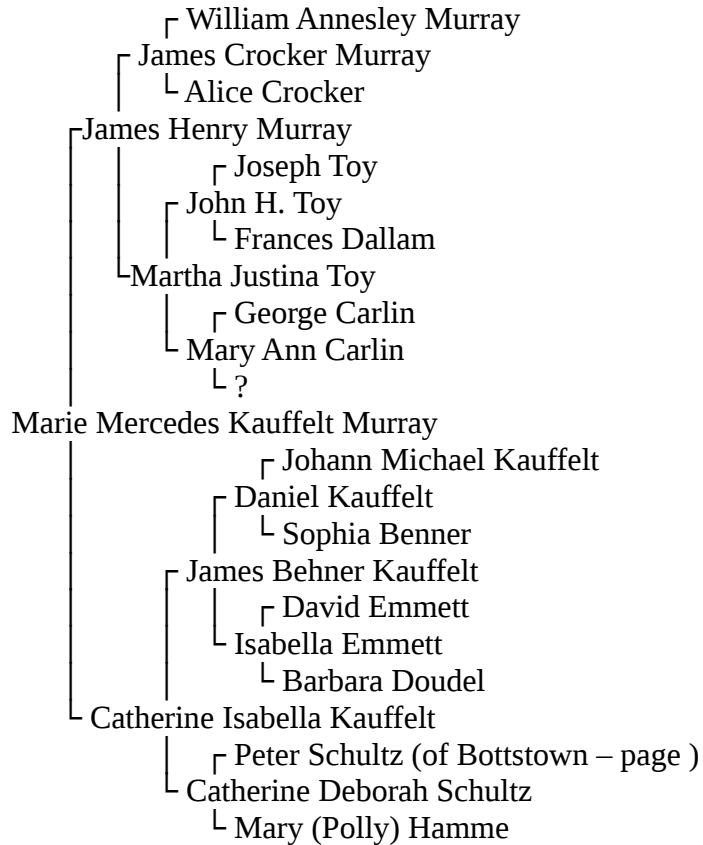 William Annesley Murray
James Crocker Murray
Alice Crocker
James Henry Murray
Joseph Toy
John H. Toy
Frances Dallam
Martha Justina Toy
George Carlin
Mary Ann Carlin
?
Marie Mercedes Kauffelt Murray
Johann Michael Kauffelt
Daniel Kauffelt
Sophia Benner
James Behner Kauffelt
David Emmett
Isabella Emmett
Barbara Doudel
Catherine Isabella Kauffelt
Peter Schultz (of Bottstown – page )
Catherine Deborah Schultz
Mary (Polly) Hamme